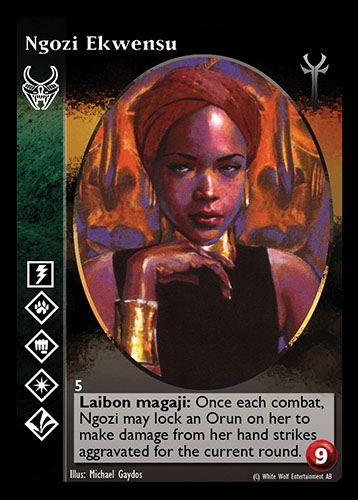 Ngozi Ekwensu
5
Laibon magaji: Once each combat,
Ngozi may lock an Orun on her to
make damage from her hand strikes
aggravated for the current round.
9
Illus: Michael Gaydos
(C) White Wolf Entertainment AB